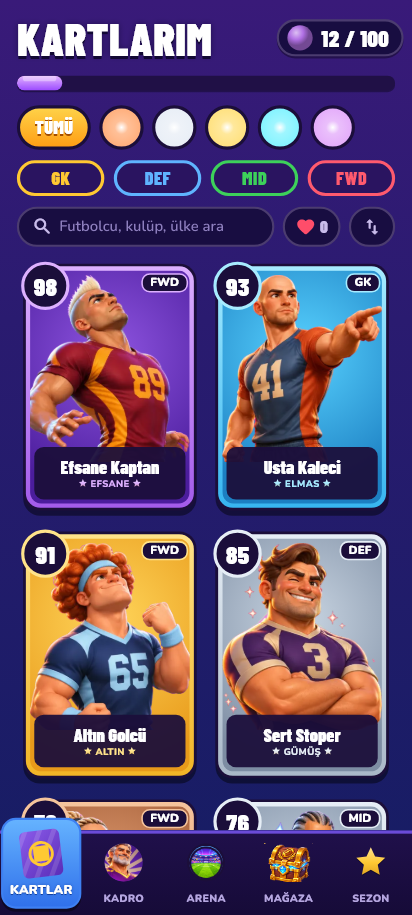 KARTLARIM
12 / 100
TÜMÜ
GK
DEF
MID
FWD
Futbolcu, kulüp, ülke ara
0
98
FWD
89
Efsane Kaptan
★ EFSANE ★
93
GK
41
Usta Kaleci
★ ELMAS ★
91
FWD
65
Altın Golcü
★ ALTIN ★
85
DEF
3
Sert Stoper
★ GÜMÜŞ ★
FWD
76
MID
KARTLAR
KADRO
ARENA
MAĞAZA
SEZON